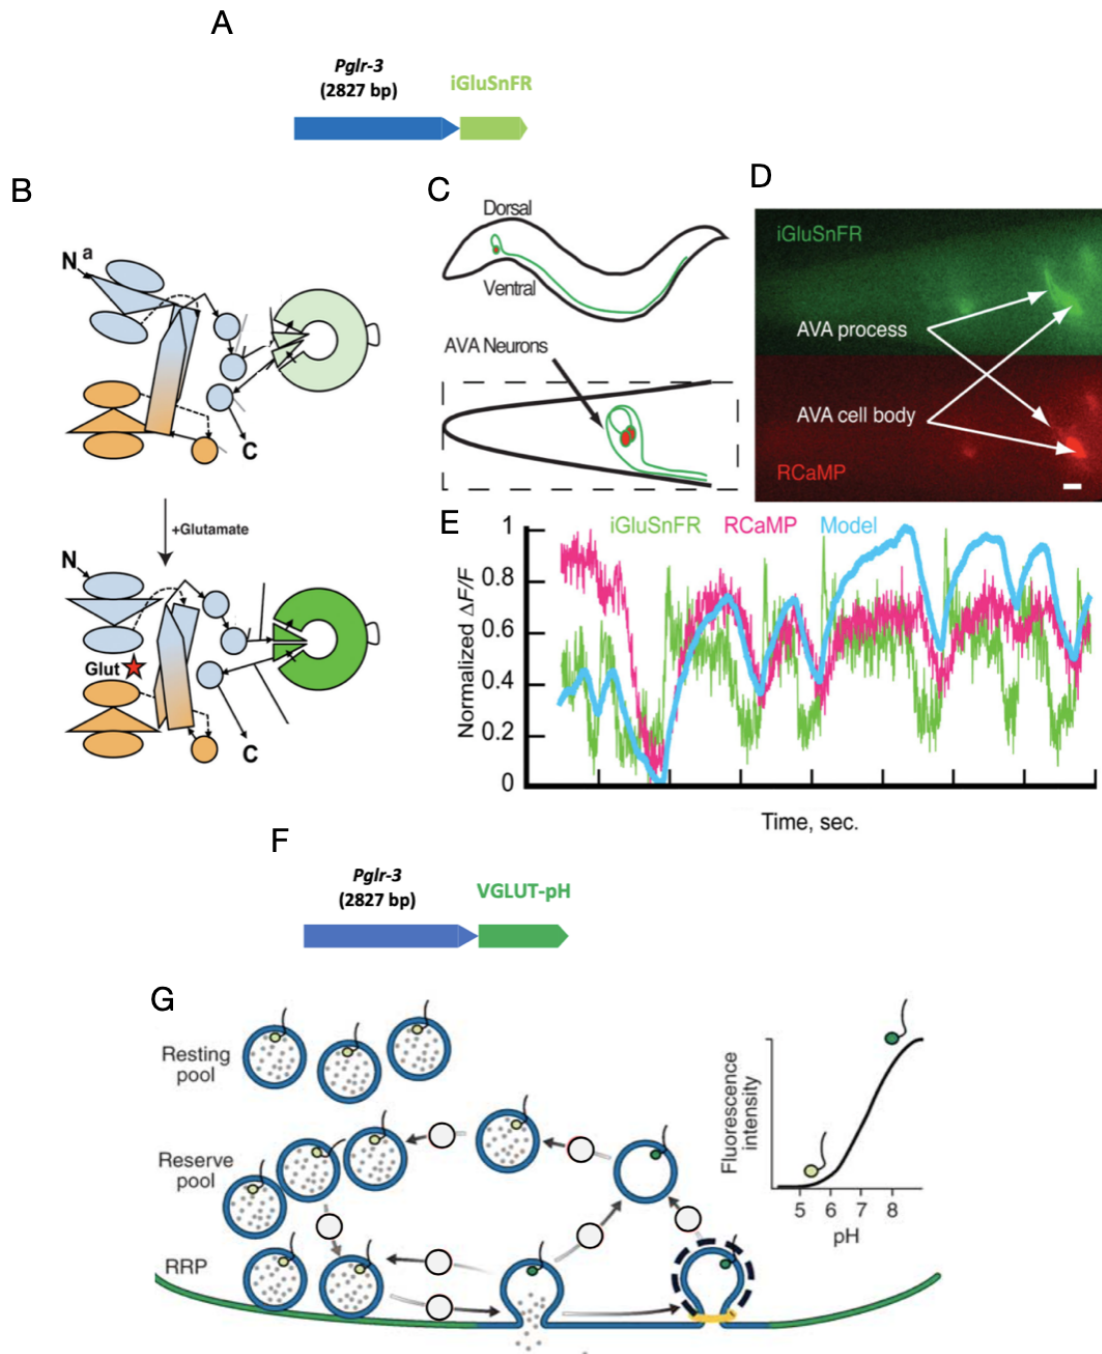 A
Pglr-3
(2827 bp)
iGluSnFR
B
N a
C
+Glutamate
N
Glut
C
C
Dorsal
Ventral
AVA Neurons
D
iGluSnFR
AVA process
AVA cell body
RCaMP
E
iGluSnFR RCaMP Model
Normalized ΔF/F
1
0.8
0.6
0.4
0.2
0
Time, sec.
F
Pglr-3
(2827 bp)
VGLUT-pH
G
Resting
pool
Reserve
pool
RRP
Fluorescence
intensity
5 6 7 8
pH